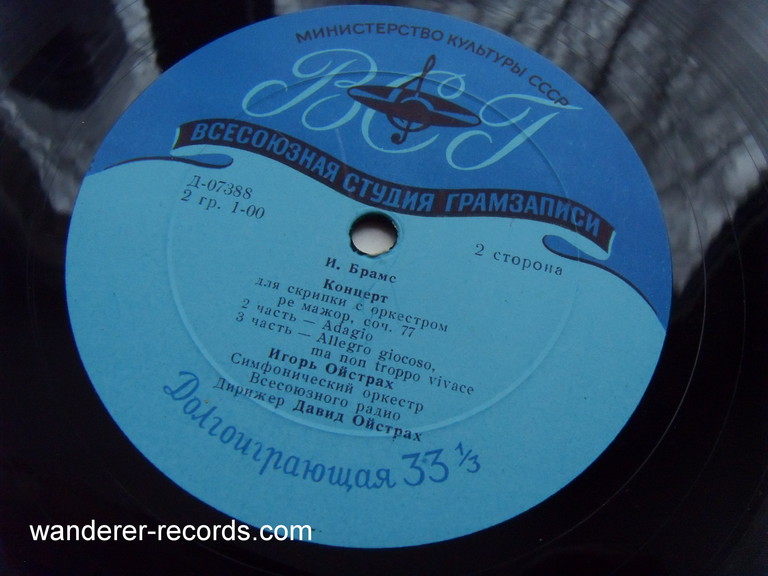 МИНИСТЕРСТВО КУЛЬТУРЫ СССР
ВСГ
ВСЕСОЮЗНАЯ СТУДИЯ ГРАМЗАПИСИ
Д-07388
2 гр. 1-00
2 сторона
И. Брамс
Концерт
для скрипки с оркестром
ре мажор, соч. 77
2 часть — Adagio
3 часть — Allegro giocoso,
ma non troppo vivace
Игорь Ойстрах
Симфонический оркестр
Всесоюзного радио
Дирижер Давид Ойстрах
Долгоиграющая 33 1/3
wanderer-records.com